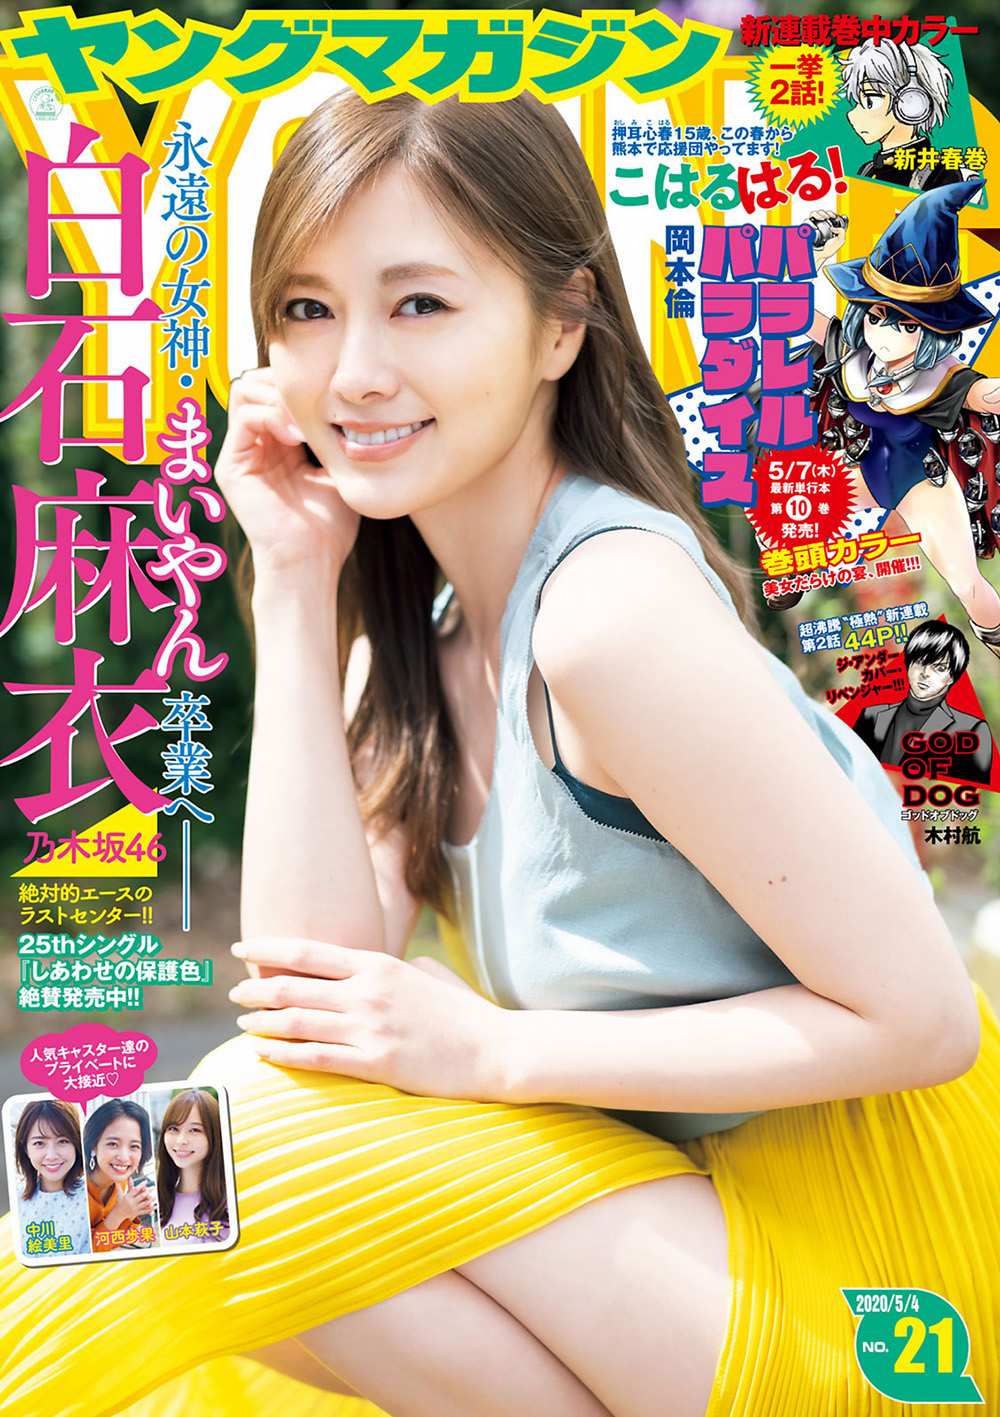 ヤングマガジン
YOUNG
新連載巻中カラー
一挙
2話!
新井春巻
おしみこはる
押耳心春15歳、この春から
熊本で応援団やってます!
こはるはる!
パラレル
パラダイス
岡本倫
5/7(木)
最新単行本
第10巻
発売!
巻頭カラー
美女だらけの宴、開催!!!
超沸騰“極熱”新連載
第2話 44P!!
ジ・アンダー
カバー・
リベンジャー!!!
GOD
OF
DOG
ゴッドオブドッグ
木村航
永遠の女神・まいやん卒業へ——
白石麻衣
乃木坂46
絶対的エースの
ラストセンター!!
25thシングル
『しあわせの保護色』
絶賛発売中!!
人気キャスター達の
プライベートに
大接近♡
中川
絵美里
河西歩果
山本萩子
2020/5/4
NO. 21